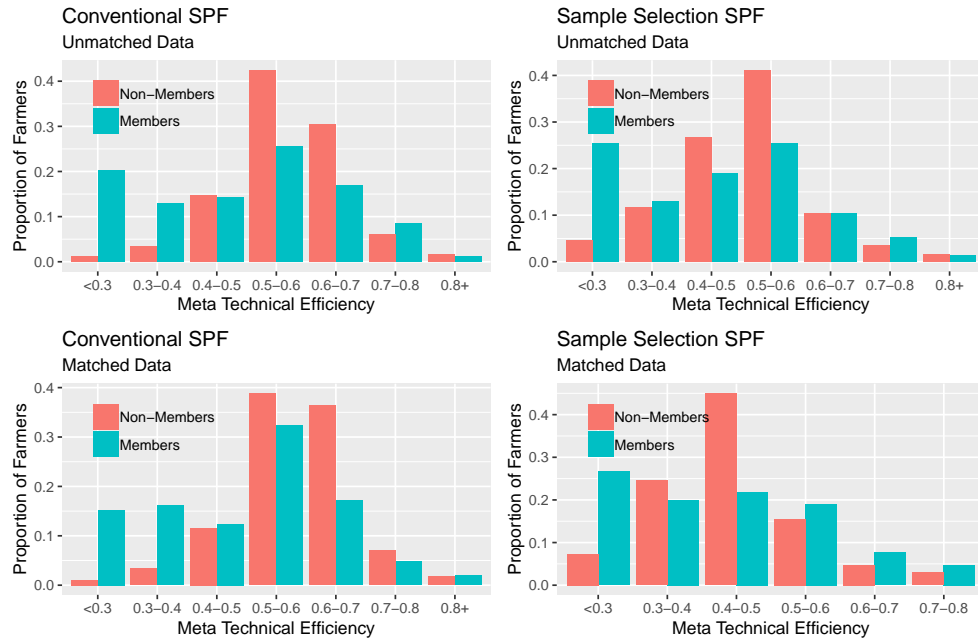 Conventional SPF
Unmatched Data
Proportion of Farmers
0.4
0.3
0.2
0.1
0.0
Non−Members
Members
<0.3 0.3−0.4 0.4−0.5 0.5−0.6 0.6−0.7 0.7−0.8 0.8+
Meta Technical Efficiency
Sample Selection SPF
Unmatched Data
Proportion of Farmers
0.4
0.3
0.2
0.1
0.0
Non−Members
Members
<0.3 0.3−0.4 0.4−0.5 0.5−0.6 0.6−0.7 0.7−0.8 0.8+
Meta Technical Efficiency
Conventional SPF
Matched Data
Proportion of Farmers
0.4
0.3
0.2
0.1
0.0
Non−Members
Members
<0.3 0.3−0.4 0.4−0.5 0.5−0.6 0.6−0.7 0.7−0.8 0.8+
Meta Technical Efficiency
Sample Selection SPF
Matched Data
Proportion of Farmers
0.4
0.3
0.2
0.1
0.0
Non−Members
Members
<0.3 0.3−0.4 0.4−0.5 0.5−0.6 0.6−0.7 0.7−0.8
Meta Technical Efficiency